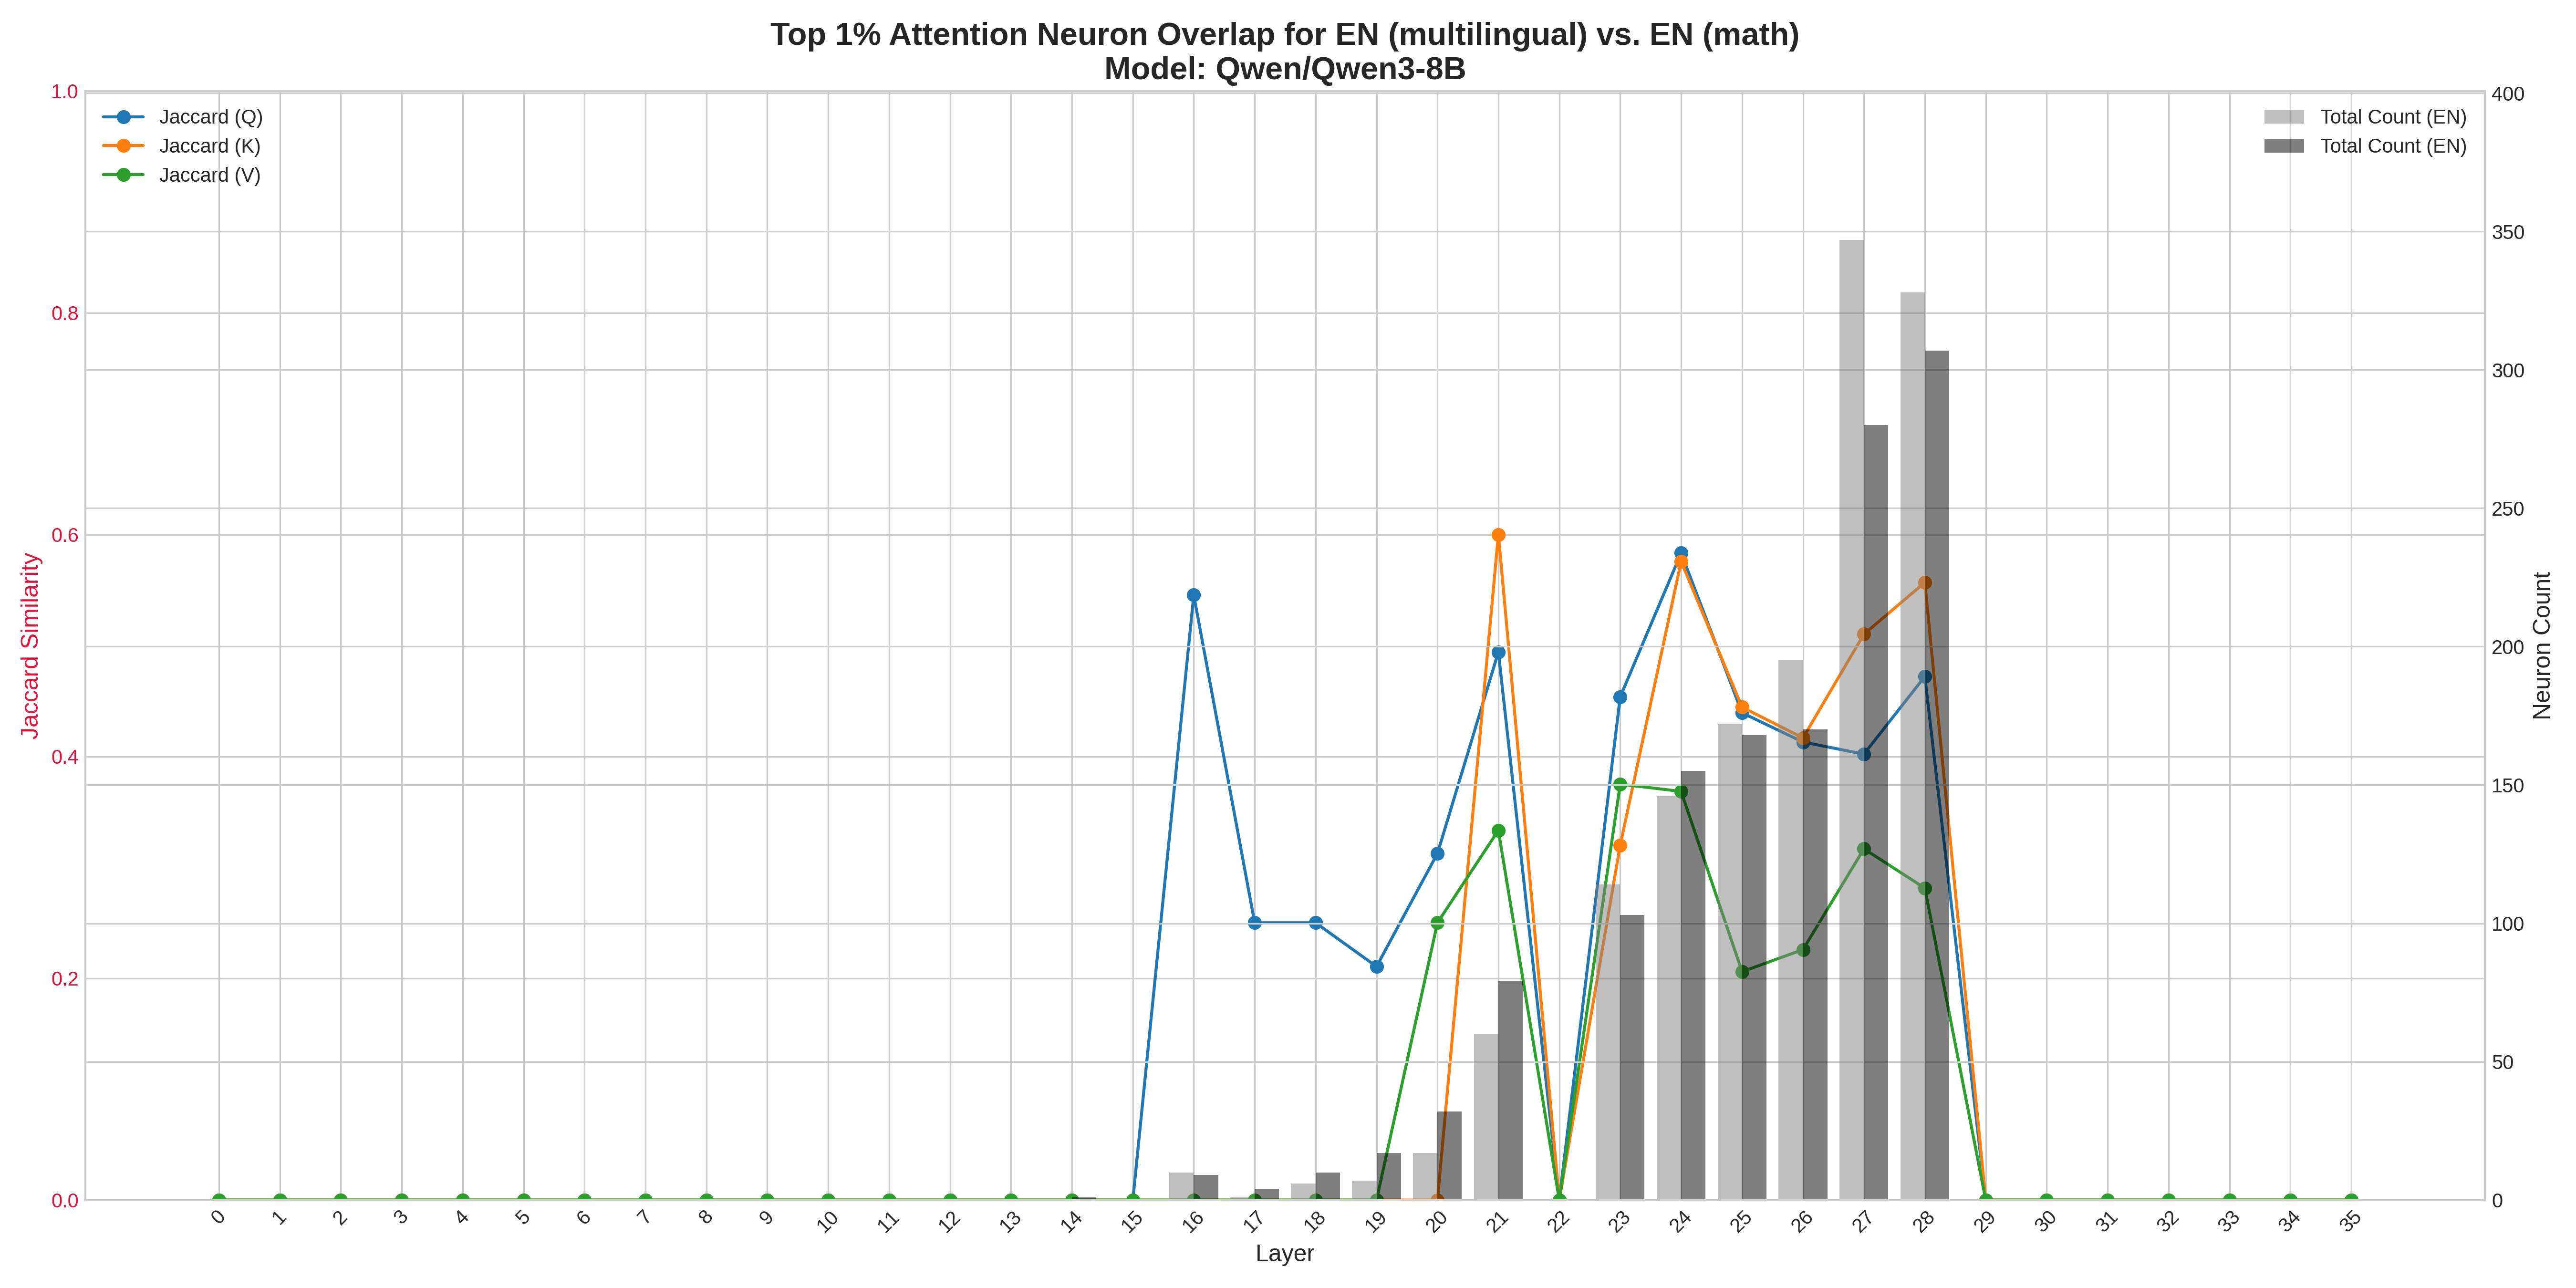 Top 1% Attention Neuron Overlap for EN (multilingual) vs. EN (math)
Model: Qwen/Qwen3-8B
Jaccard (Q)
Jaccard (K)
Jaccard (V)
Total Count (EN)
Total Count (EN)
Jaccard Similarity
1.0
0.8
0.6
0.4
0.2
0.0
Neuron Count
400
350
300
250
200
150
100
50
0
0 1 2 3 4 5 6 7 8 9 10 11 12 13 14 15 16 17 18 19 20 21 22 23 24 25 26 27 28 29 30 31 32 33 34 35
Layer